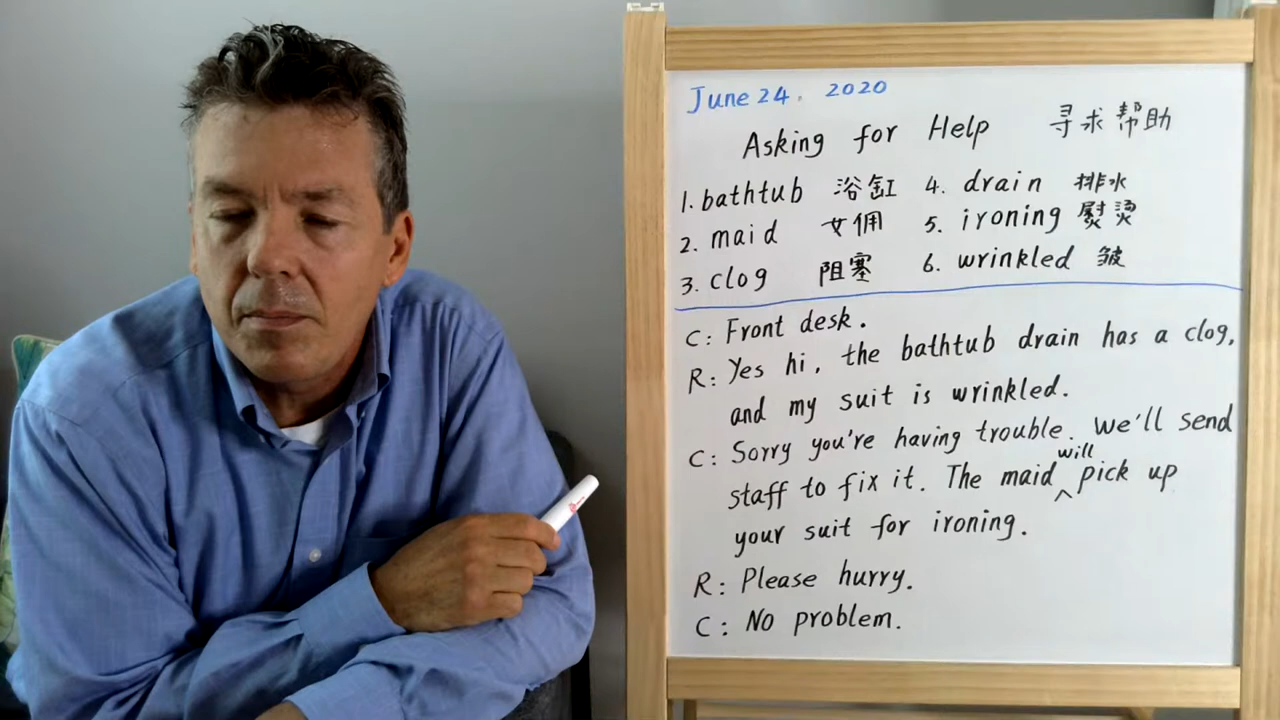 June 24, 2020
Asking for Help 寻求帮助
1. bathtub 浴缸 4. drain 排水
2. maid 女佣 5. ironing 熨烫
3. clog 阻塞 6. wrinkled 皱
C: Front desk.
R: Yes hi, the bathtub drain has a clog,
and my suit is wrinkled.
C: Sorry you're having trouble. We'll send
staff to fix it. The maid will pick up
your suit for ironing.
R: Please hurry.
C: No problem.